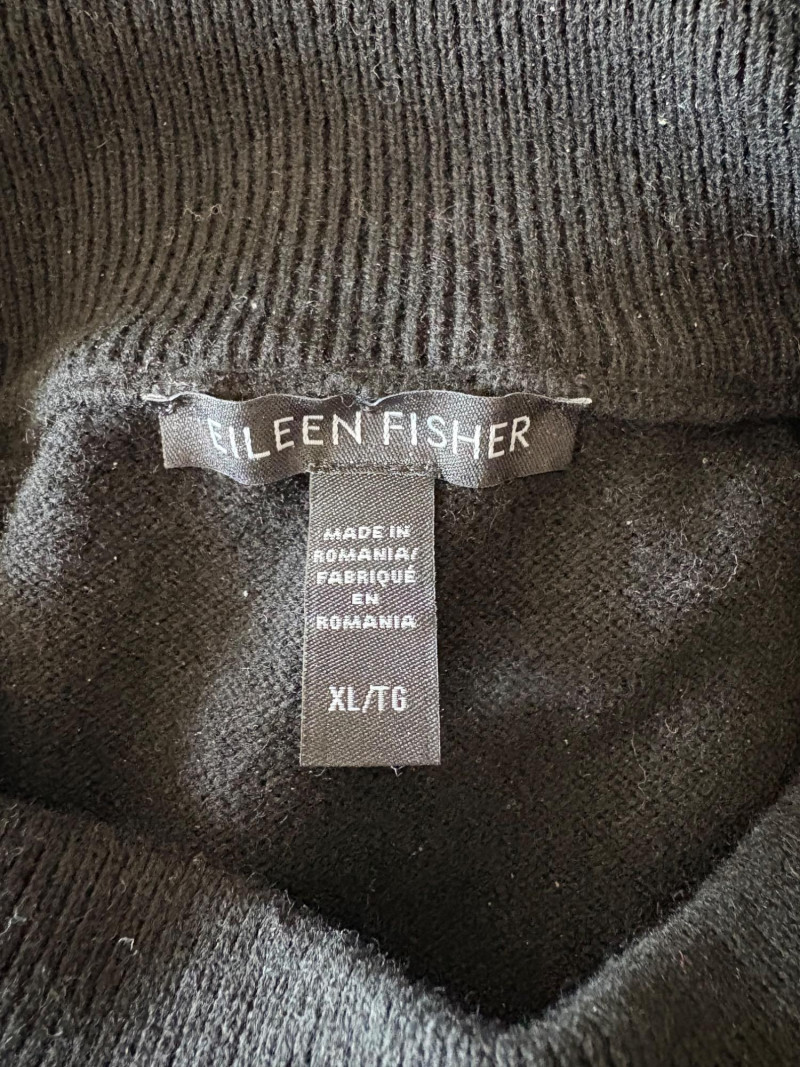 EILEEN FISHER
MADE IN
ROMANIA/
FABRIQUÉ
EN
ROMANIA
XL/TG